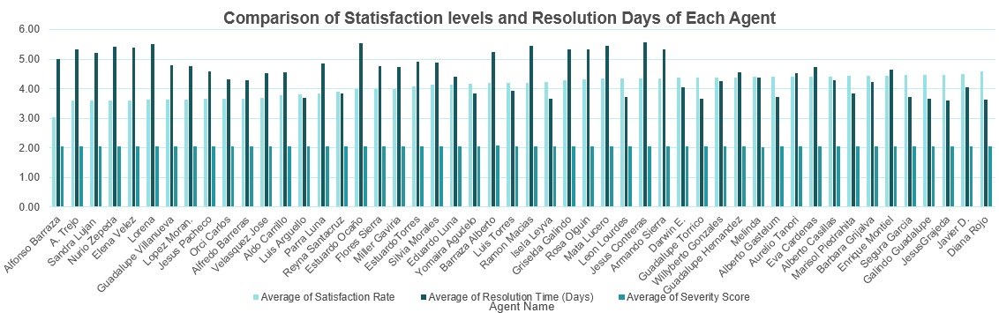 Comparison of Statisfaction levels and Resolution Days of Each Agent
6.00
5.00
4.00
3.00
2.00
1.00
0.00
Alfonso Barraza
A. Trejo
Sandra Lujan
Nurio Zepeda
Elena Velez
Lorena
Guadalupe Villanueva
Lopez Moran.
Jesus Pacheco
Orci Carlos
Alfredo Barreras
Velasquez Jose
Aldo Carrillo
Luis Arguello
Parra Luna
Reyna Santacruz
Estuardo Ocaño
Flores Sierra
Miller Gaviria
EstuardoTorres
Silvia Morales
Eduardo Luna
Yomaira Agudelo
Barraza Alberto
Luis Torres
Ramon Macias
Isela Leyva
Griselda Galindo
Rosa Olguin
Mata Lucero
Leon Lourdes
Jesus Contreras
Armando Sierra
Darwin E.
Guadalupe Torrico
Willyberto Gonzales
Guadalupe Hernandez
Melinda
Alberto Gastelum
Aurelio Tanori
Eva Cardenas
Alberto Casillas
Marisol Piedrahita
Barbara Grijalva
Enrique Montiel
Segura Garcia
Galindo Guadalupe
JesusGrajeda
Javier D.
Diana Rojo
Average of Satisfaction Rate Average of Resolution Time (Days) Average of Severity Score
Agent Name